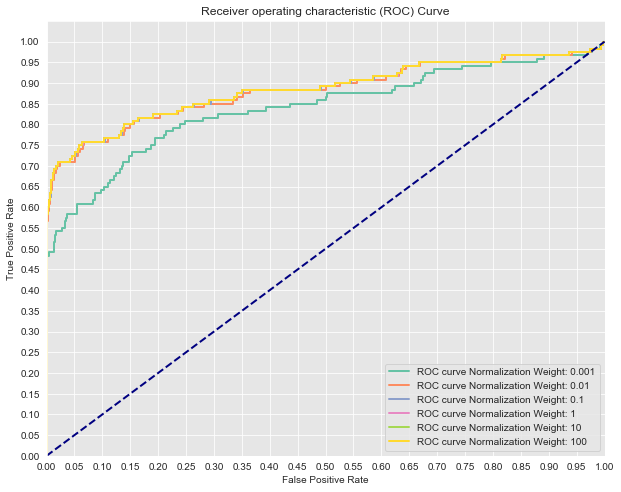 Receiver operating characteristic (ROC) Curve
True Positive Rate
1.00
0.95
0.90
0.85
0.80
0.75
0.70
0.65
0.60
0.55
0.50
0.45
0.40
0.35
0.30
0.25
0.20
0.15
0.10
0.05
0.00
ROC curve Normalization Weight: 0.001
ROC curve Normalization Weight: 0.01
ROC curve Normalization Weight: 0.1
ROC curve Normalization Weight: 1
ROC curve Normalization Weight: 10
ROC curve Normalization Weight: 100
0.00 0.05 0.10 0.15 0.20 0.25 0.30 0.35 0.40 0.45 0.50 0.55 0.60 0.65 0.70 0.75 0.80 0.85 0.90 0.95 1.00
False Positive Rate